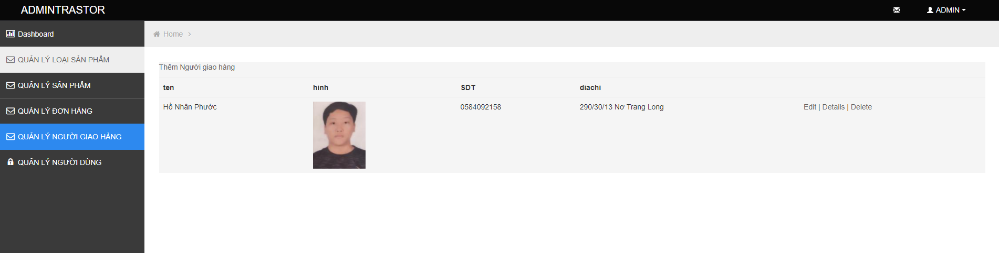 ADMINTRASTOR
ADMIN
Dashboard
Home
QUẢN LÝ LOẠI SẢN PHẨM
QUẢN LÝ SẢN PHẨM
QUẢN LÝ ĐƠN HÀNG
QUẢN LÝ NGƯỜI GIAO HÀNG
QUẢN LÝ NGƯỜI DÙNG
Thêm Người giao hàng
ten hinh SDT diachi
Hồ Nhân Phước 0584092158 290/30/13 Nơ Trang Long Edit | Details | Delete